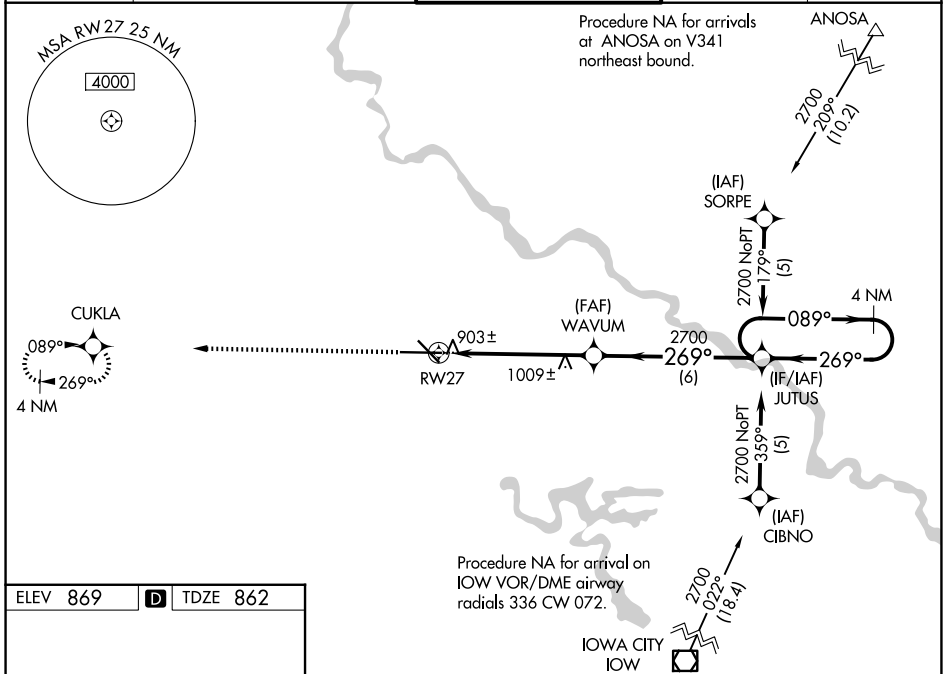 MSA RW27 25 NM
4000
Procedure NA for arrivals
at ANOSA on V341
northeast bound.
ANOSA
2700
209°
(10.2)
(IAF)
SORPE
2700 NoPT
179°
(5)
4 NM
089°
269°
(IF/IAF)
JUTUS
(FAF)
WAVUM
2700
269°
(6)
CUKLA
089°
269°
4 NM
903±
RW27
1009±
2700 NoPT
359°
(5)
(IAF)
CIBNO
Procedure NA for arrival on
IOW VOR/DME airway
radials 336 CW 072.
2700
022°
(18.4)
IOWA CITY
IOW
ELEV 869 D TDZE 862